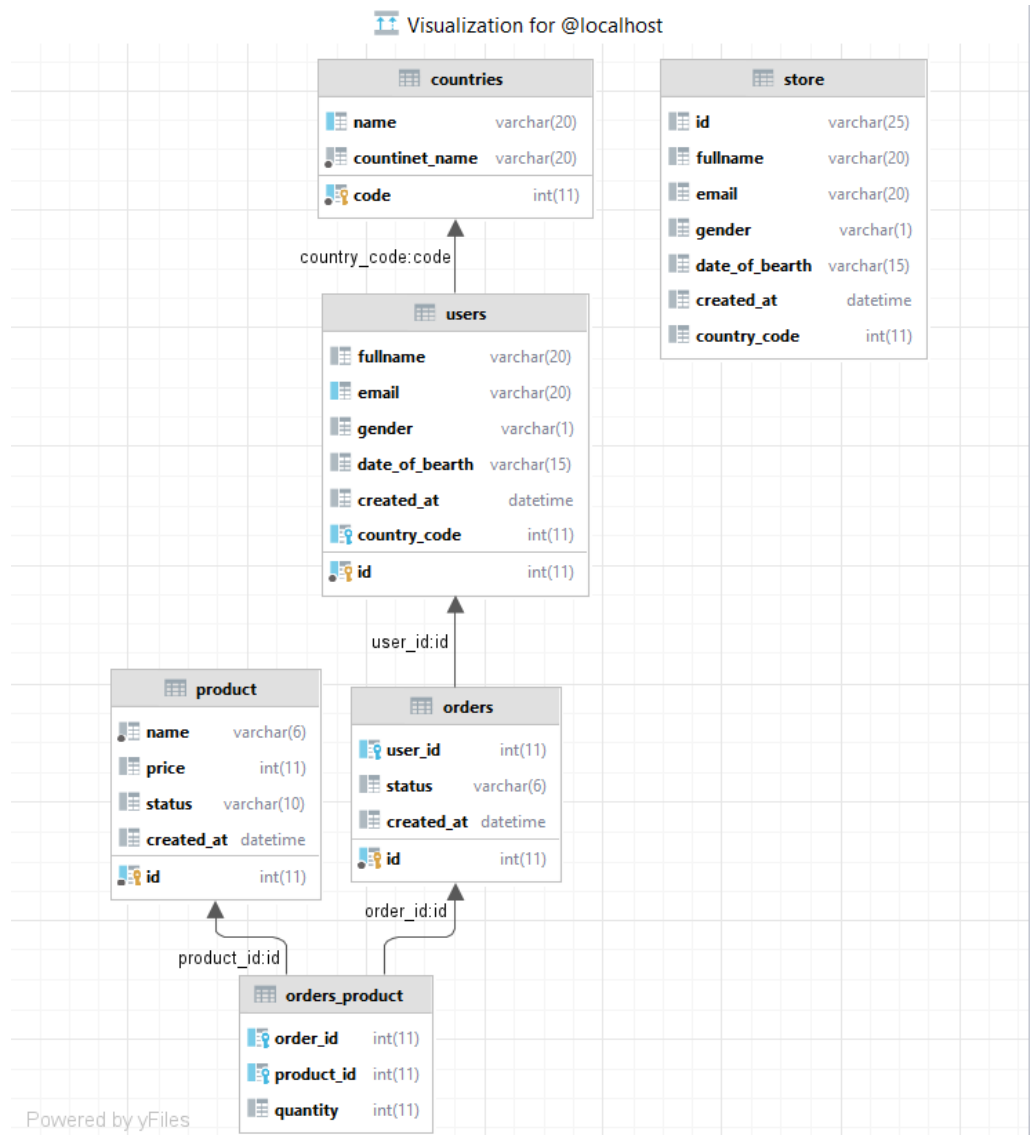 Visualization for @localhost
countries
name varchar(20)
countinet_name varchar(20)
code int(11)
store
id varchar(25)
fullname varchar(20)
email varchar(20)
gender varchar(1)
date_of_bearth varchar(15)
created_at datetime
country_code int(11)
country_code:code
users
fullname varchar(20)
email varchar(20)
gender varchar(1)
date_of_bearth varchar(15)
created_at datetime
country_code int(11)
id int(11)
user_id:id
product
name varchar(6)
price int(11)
status varchar(10)
created_at datetime
id int(11)
orders
user_id int(11)
status varchar(6)
created_at datetime
id int(11)
order_id:id
product_id:id
orders_product
order_id int(11)
product_id int(11)
quantity int(11)
Powered by yFiles